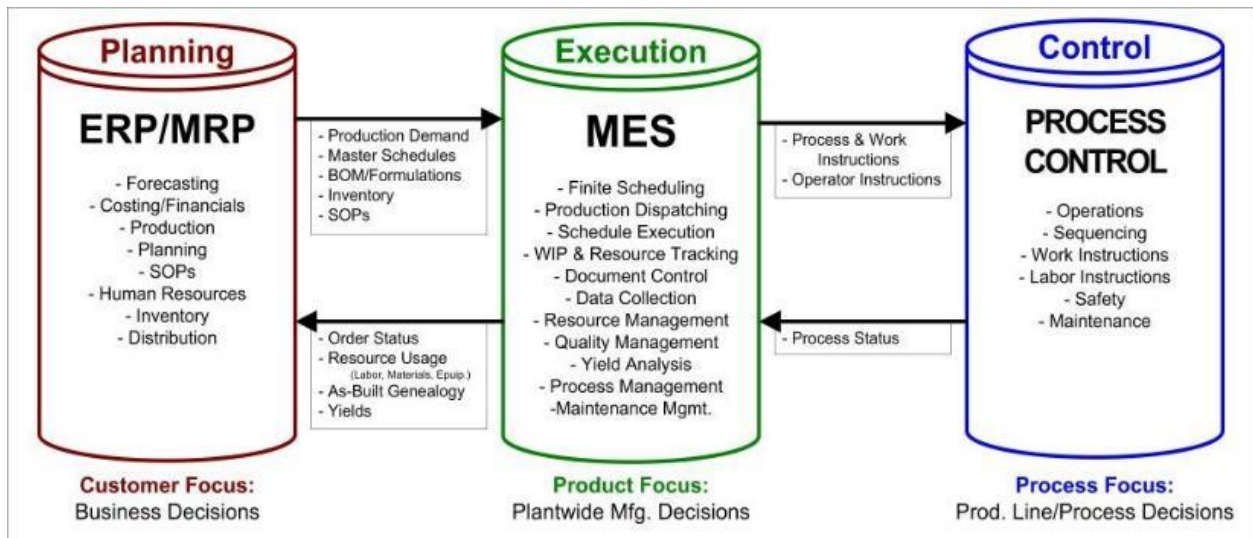 Planning
ERP/MRP
- Forecasting
- Costing/Financials
- Production
- Planning
- SOPs
- Human Resources
- Inventory
- Distribution
Customer Focus:
Business Decisions
- Production Demand
- Master Schedules
- BOM/Formulations
- Inventory
- SOPs
- Order Status
- Resource Usage
(Labor, Materials, Epuip.)
- As-Built Genealogy
- Yields
Execution
MES
- Finite Scheduling
- Production Dispatching
- Schedule Execution
- WIP & Resource Tracking
- Document Control
- Data Collection
- Resource Management
- Quality Management
- Yield Analysis
- Process Management
-Maintenance Mgmt.
Product Focus:
Plantwide Mfg. Decisions
- Process & Work
Instructions
- Operator Instructions
- Process Status
Control
PROCESS
CONTROL
- Operations
- Sequencing
- Work Instructions
- Labor Instructions
- Safety
- Maintenance
Process Focus:
Prod. Line/Process Decisions